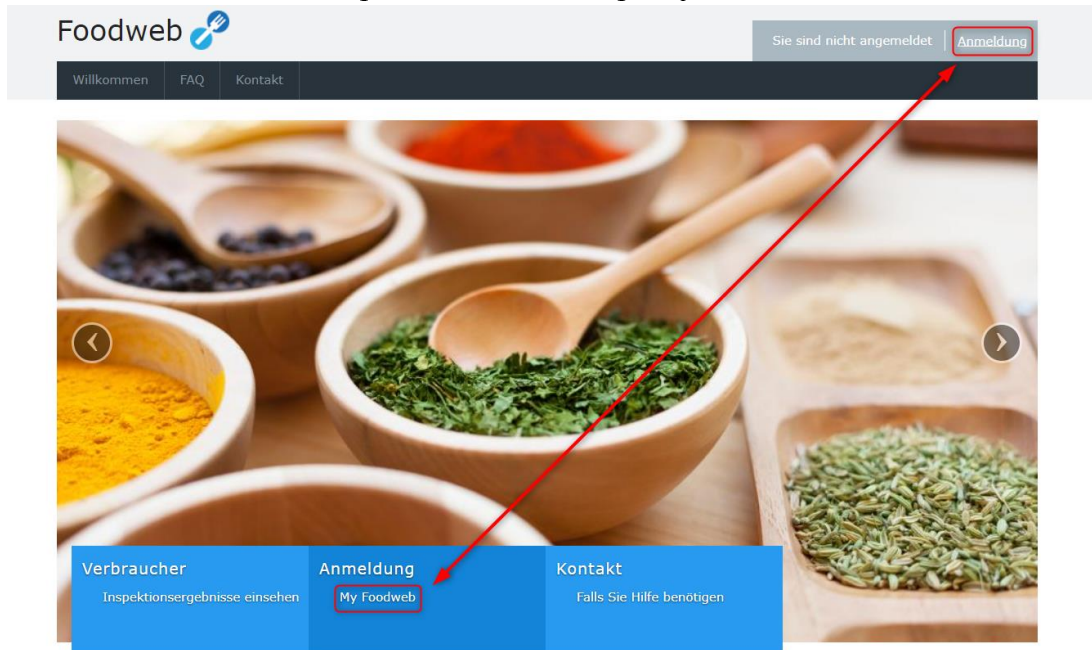 Foodweb
Sie sind nicht angemeldet | Anmeldung
Willkommen FAQ Kontakt
Verbraucher
Inspektionsergebnisse einsehen
Anmeldung
My Foodweb
Kontakt
Falls Sie Hilfe benötigen